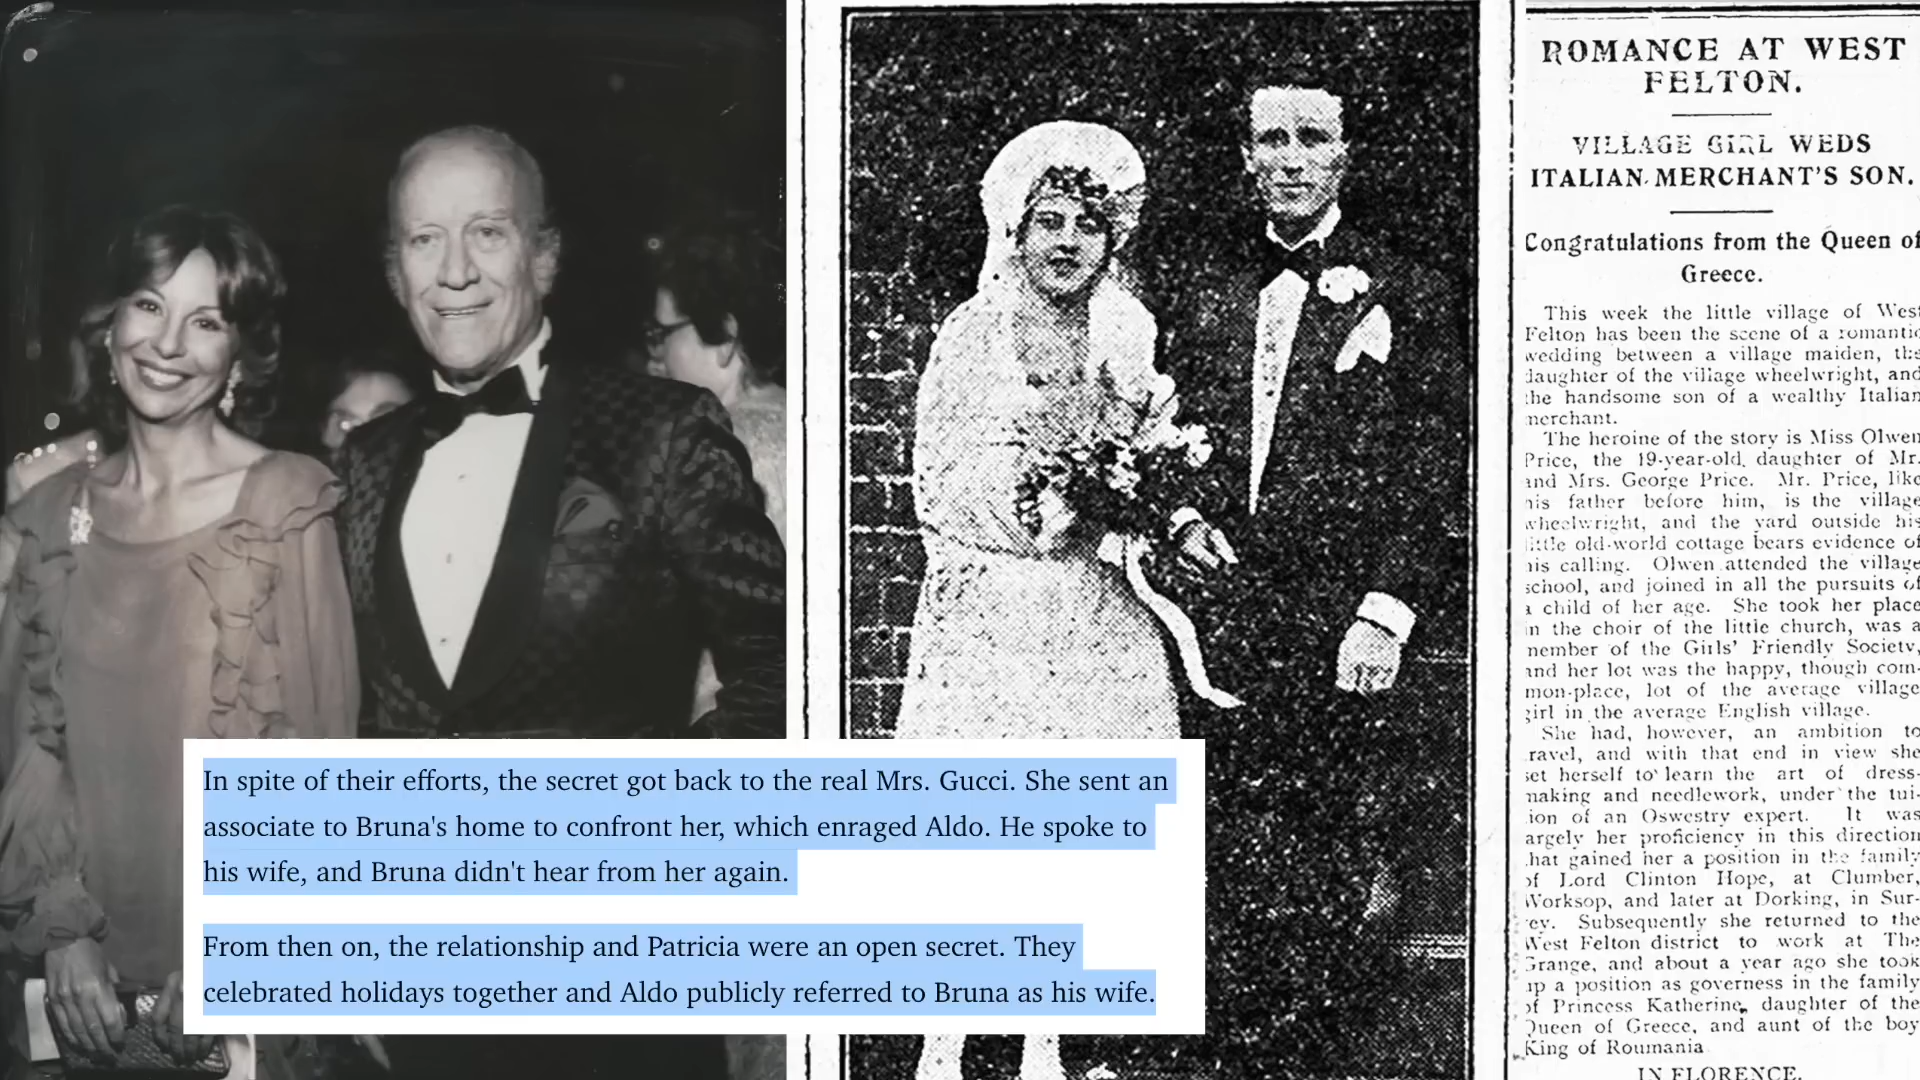 In spite of their efforts, the secret got back to the real Mrs. Gucci. She sent an
associate to Bruna's home to confront her, which enraged Aldo. He spoke to
his wife, and Bruna didn't hear from her again.
From then on, the relationship and Patricia were an open secret. They
celebrated holidays together and Aldo publicly referred to Bruna as his wife.
ROMANCE AT WEST
FELTON.
VILLAGE GIRL WEDS
ITALIAN MERCHANT'S SON.
Congratulations from the Queen of
Greece.
This week the little village of West
Felton has been the scene of a romantic
wedding between a village maiden, the
daughter of the village wheelwright, and
the handsome son of a wealthy Italian
merchant.
The heroine of the story is Miss Olwen
Price, the 19-year-old daughter of Mr.
and Mrs. George Price. Mr. Price, like
his father before him, is the village
wheelwright, and the yard outside his
little old-world cottage bears evidence of
his calling. Olwen attended the village
school, and joined in all the pursuits of
a child of her age. She took her place
in the choir of the little church, was a
member of the Girls' Friendly Society,
and her lot was the happy, though com-
mon-place, lot of the average village
girl in the average English village.
She had, however, an ambition to
travel, and with that end in view she
set herself to learn the art of dress-
making and needlework, under the tui-
tion of an Oswestry expert. It was
largely her proficiency in this direction
that gained her a position in the family
of Lord Clinton Hope, at Clumber,
Worksop, and later at Dorking, in Sur-
rey. Subsequently she returned to the
West Felton district to work at The
Grange, and about a year ago she took
up a position as governess in the family
of Princess Katherine, daughter of the
Queen of Greece, and aunt of the boy
King of Roumania
IN FLORENCE.